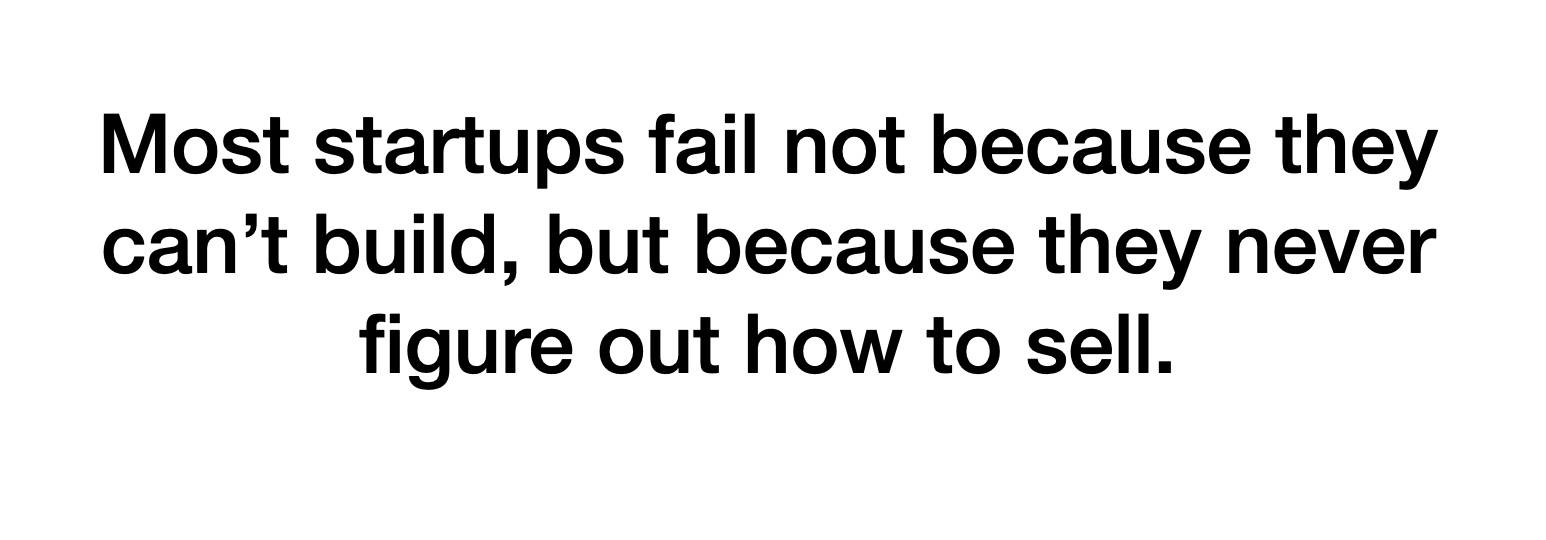 Most startups fail not because they
can’t build, but because they never
figure out how to sell.